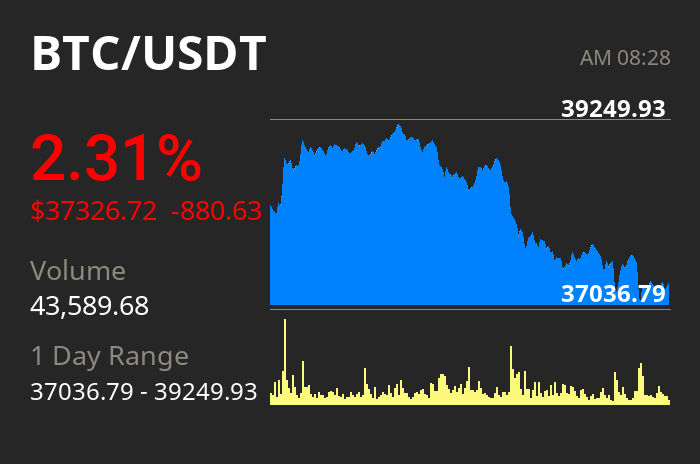 BTC/USDT
AM 08:28
39249.93
2.31%
$37326.72 -880.63
Volume
43,589.68
37036.79
1 Day Range
37036.79 - 39249.93